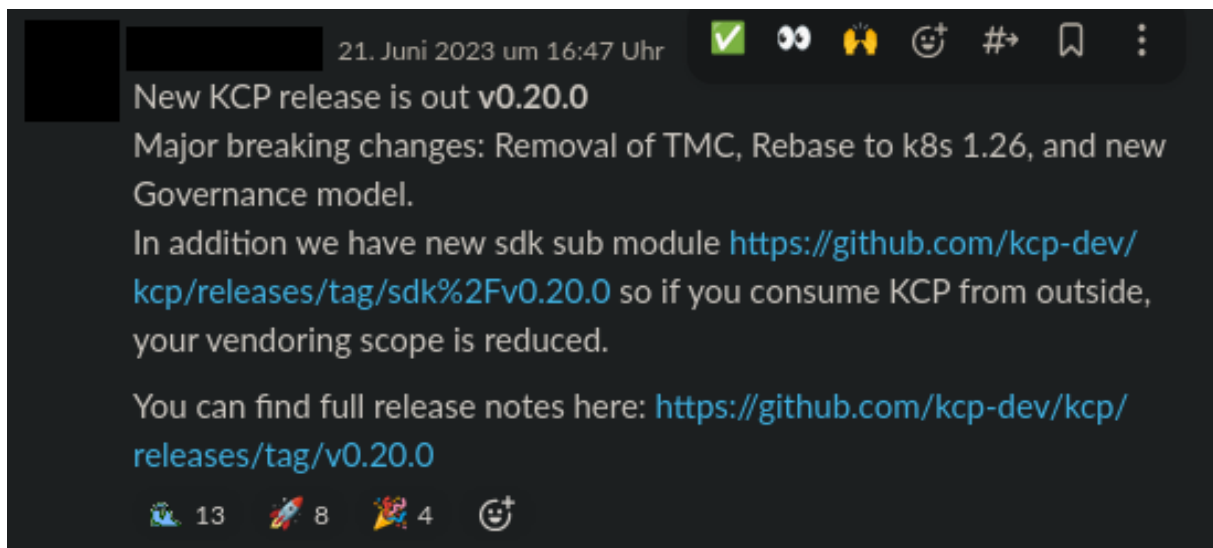 21. Juni 2023 um 16:47 Uhr
New KCP release is out v0.20.0
Major breaking changes: Removal of TMC, Rebase to k8s 1.26, and new
Governance model.
In addition we have new sdk sub module https://github.com/kcp-dev/
kcp/releases/tag/sdk%2Fv0.20.0 so if you consume KCP from outside,
your vendoring scope is reduced.
You can find full release notes here: https://github.com/kcp-dev/kcp/
releases/tag/v0.20.0
13 8 4